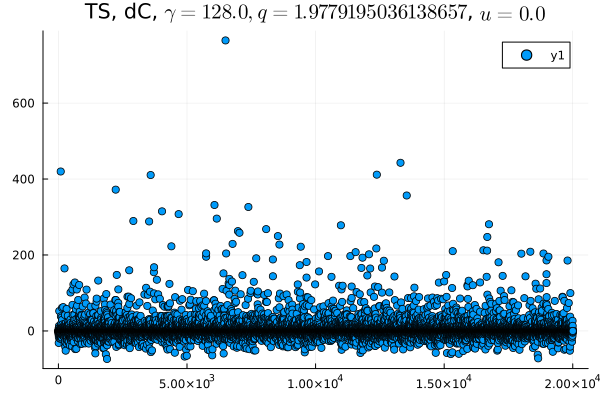 TS, dC, γ = 128.0, q = 1.9779195036138657, u = 0.0
y1
600
400
200
0
0 5.00×10³ 1.00×10⁴ 1.50×10⁴ 2.00×10⁴